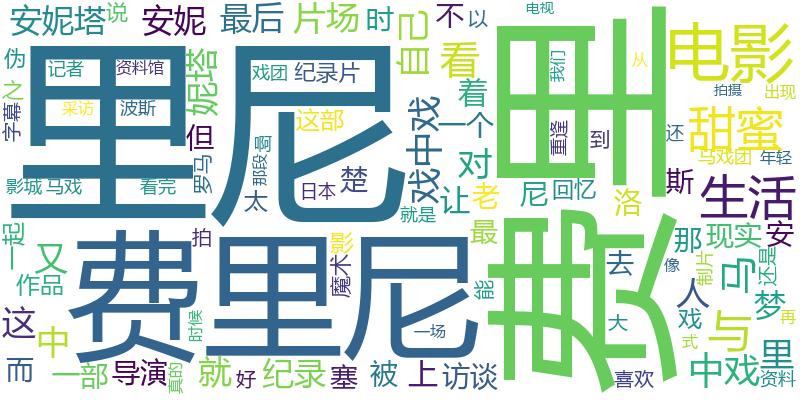 安妮塔
说
安妮
最后
片场
时
不
以
电视
里尼
费里
电影
伪
之
记者
资料馆
妮塔
戏团
纪录片
自己
看
着
我们
从
拍摄
出现
字幕
采访
波斯
但
这部
戏中戏
一个
对
重逢
到
还
甜蜜
马戏团
年轻
影城
马戏
看完
罗马
太
那段
日本
楚
就是
让
老
尼
回忆
洛
斯
生活
一起
又
作品
费里尼
拍
魔术
影
最
能
去
那
现实
安
制片
还是
马
人
像
梦
这
中
时候
一场
大
戏
与
再
而
一部
导演
真的
就
好
纪录
塞
被
上
访谈
喜欢
式
中戏
里
资料